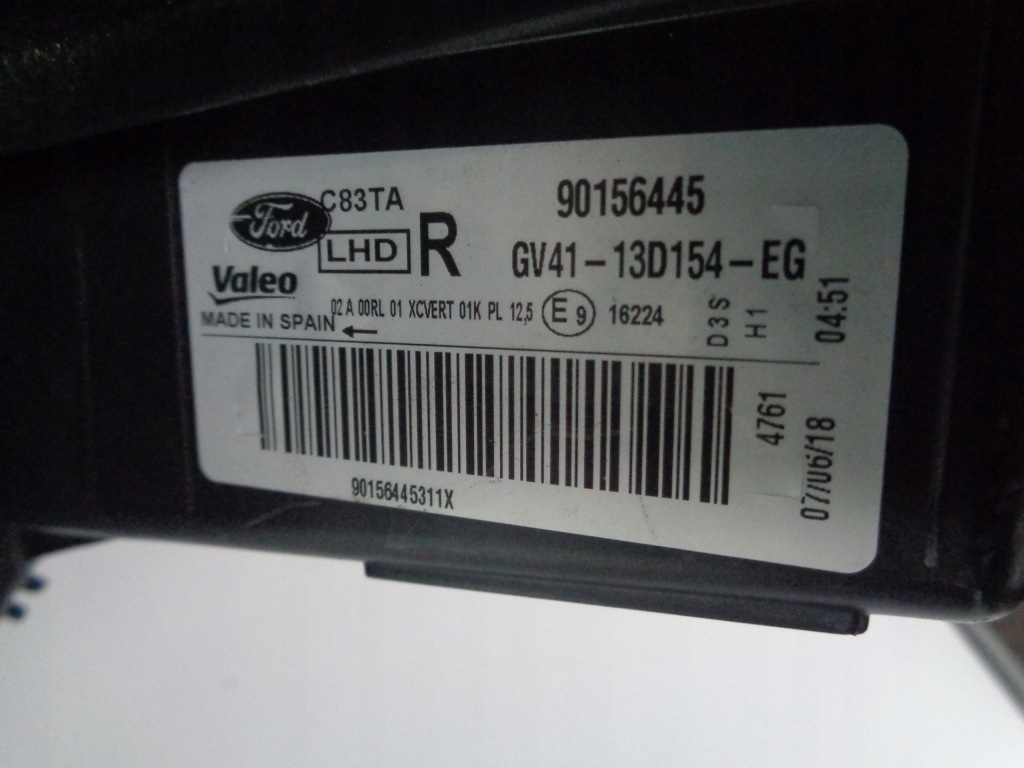 C83TA
90156445
Ford
LHD R
GV41-13D154-EG
Valeo
02 A 00RL 01 XCVERT 01K PL 12,5 E 9 16224
MADE IN SPAIN
D3S
H1
04:51
4761
07/06/18
90156445311X